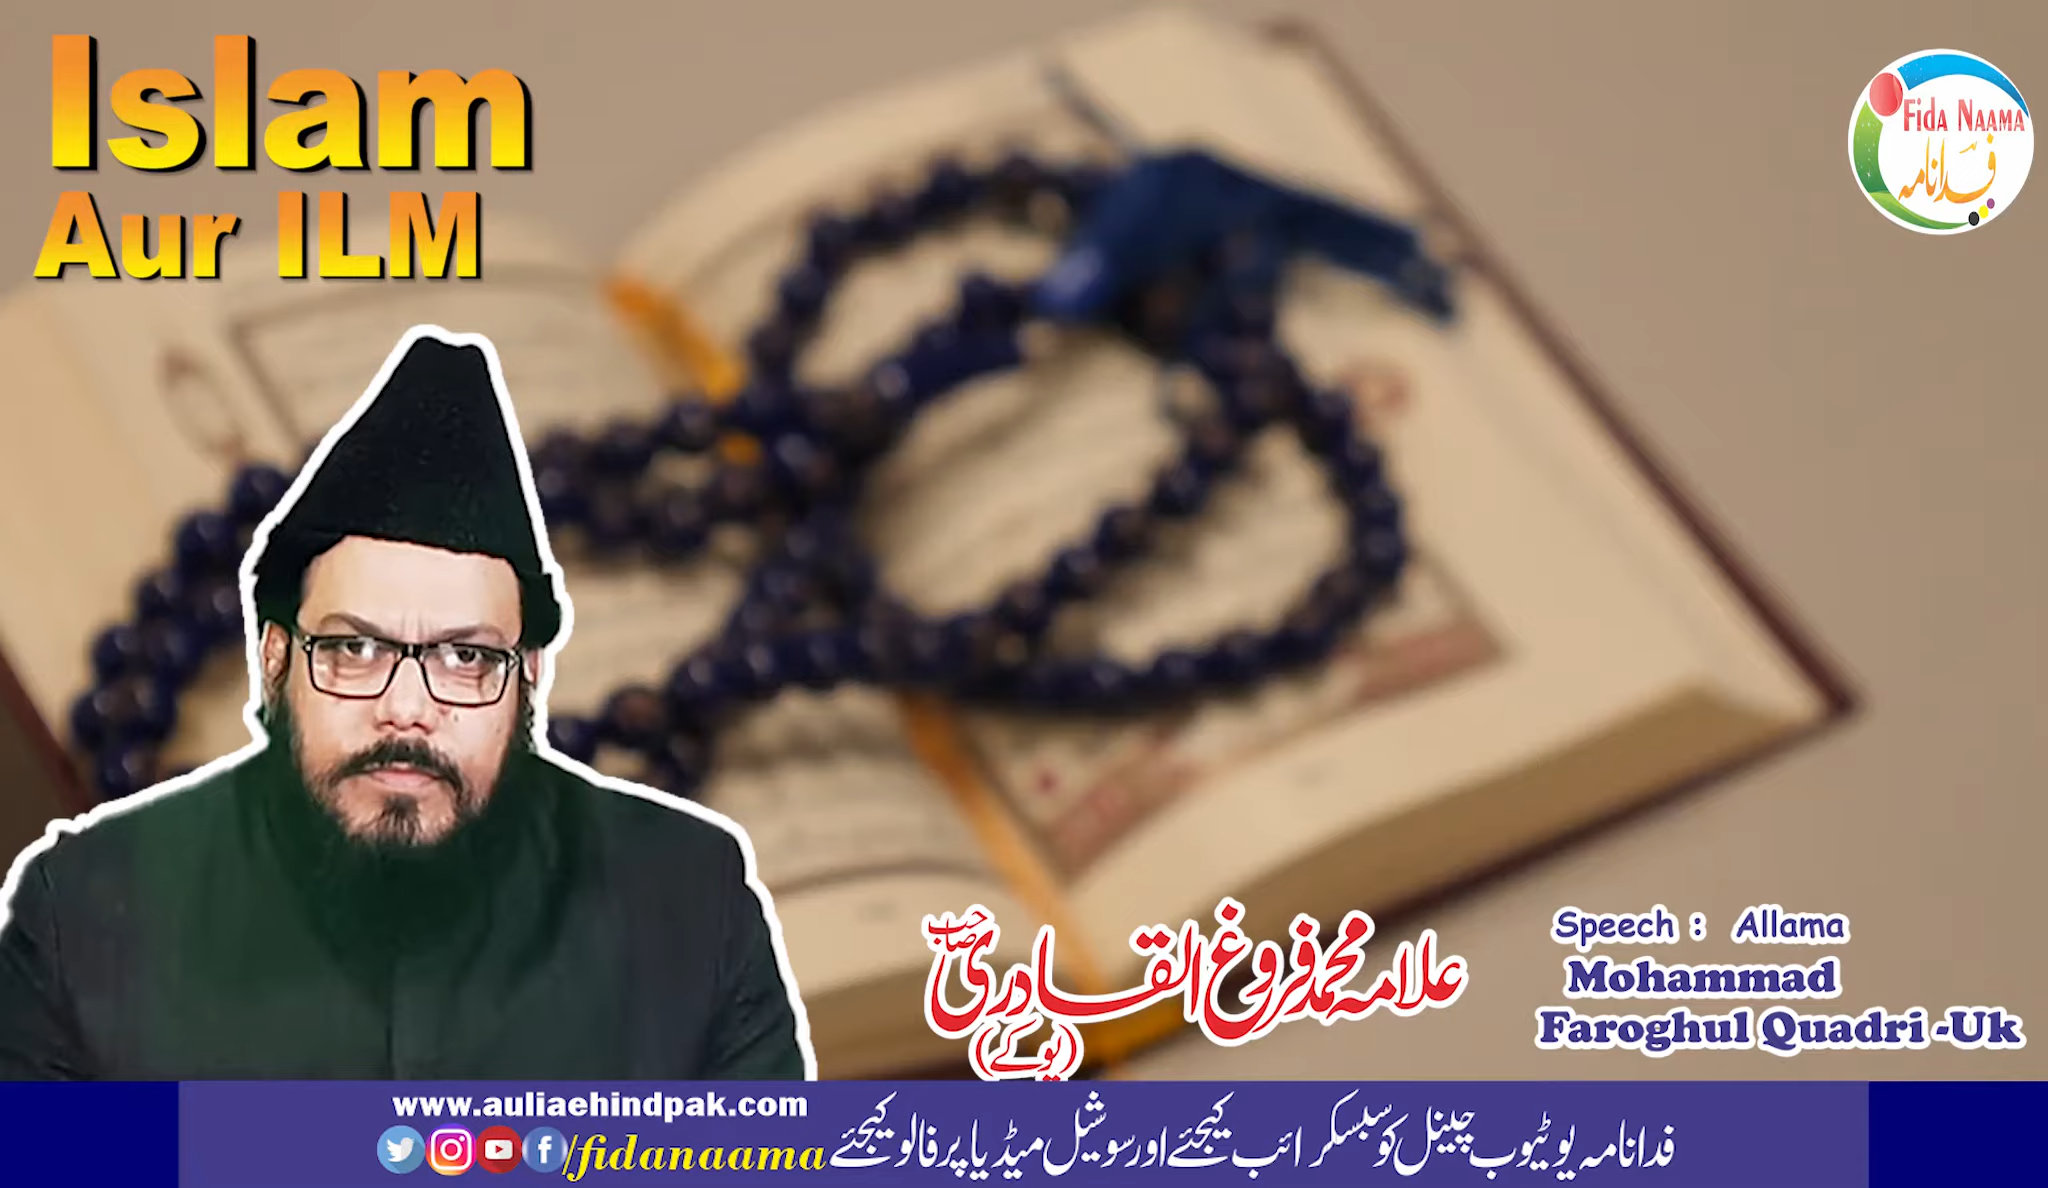 Islam
Aur ILM
Fida Naama
فدانامہ
علامہ محمد فروغ القادری صاحب
(یوکے)
Speech : Allama
Mohammad
Faroghul Quadri -Uk
www.auliaehindpak.com
/fidanaama
فدانامہ یوٹیوب چینل کو سبسکرائب کیجئے اور سوشل میڈیا پر فالو کیجئے